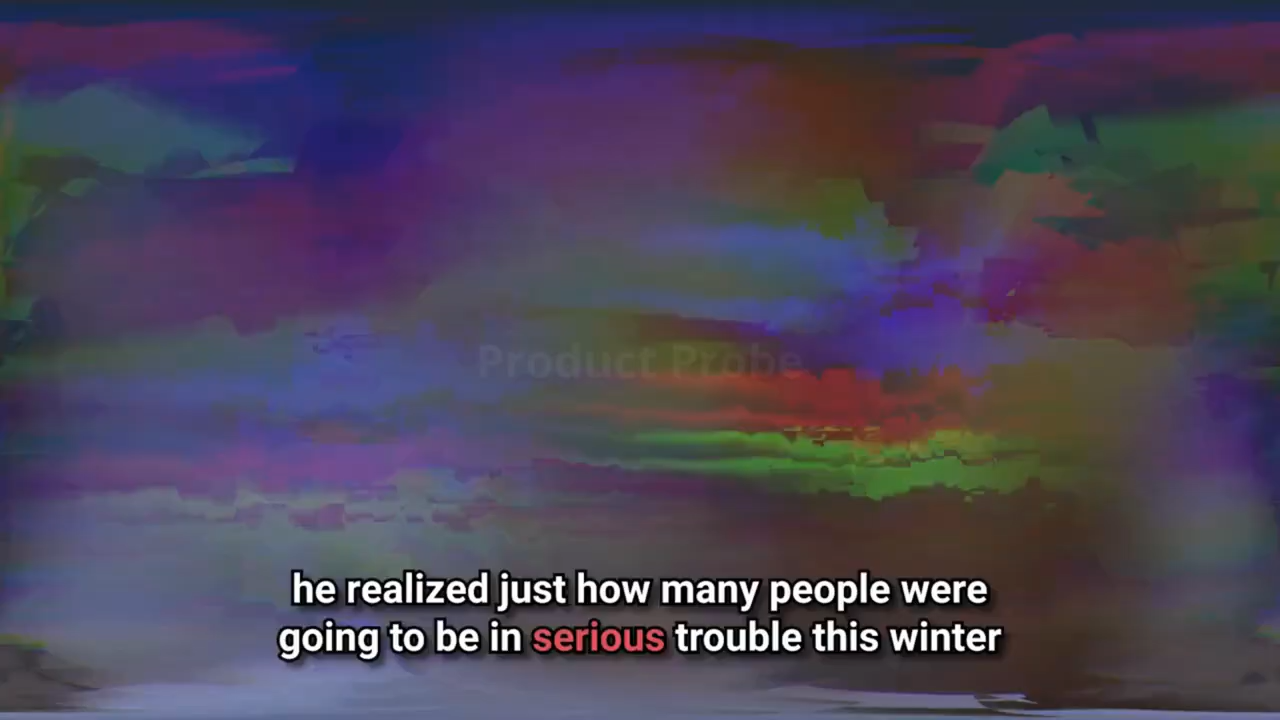 Product Probe
he realized just how many people were
going to be in serious trouble this winter